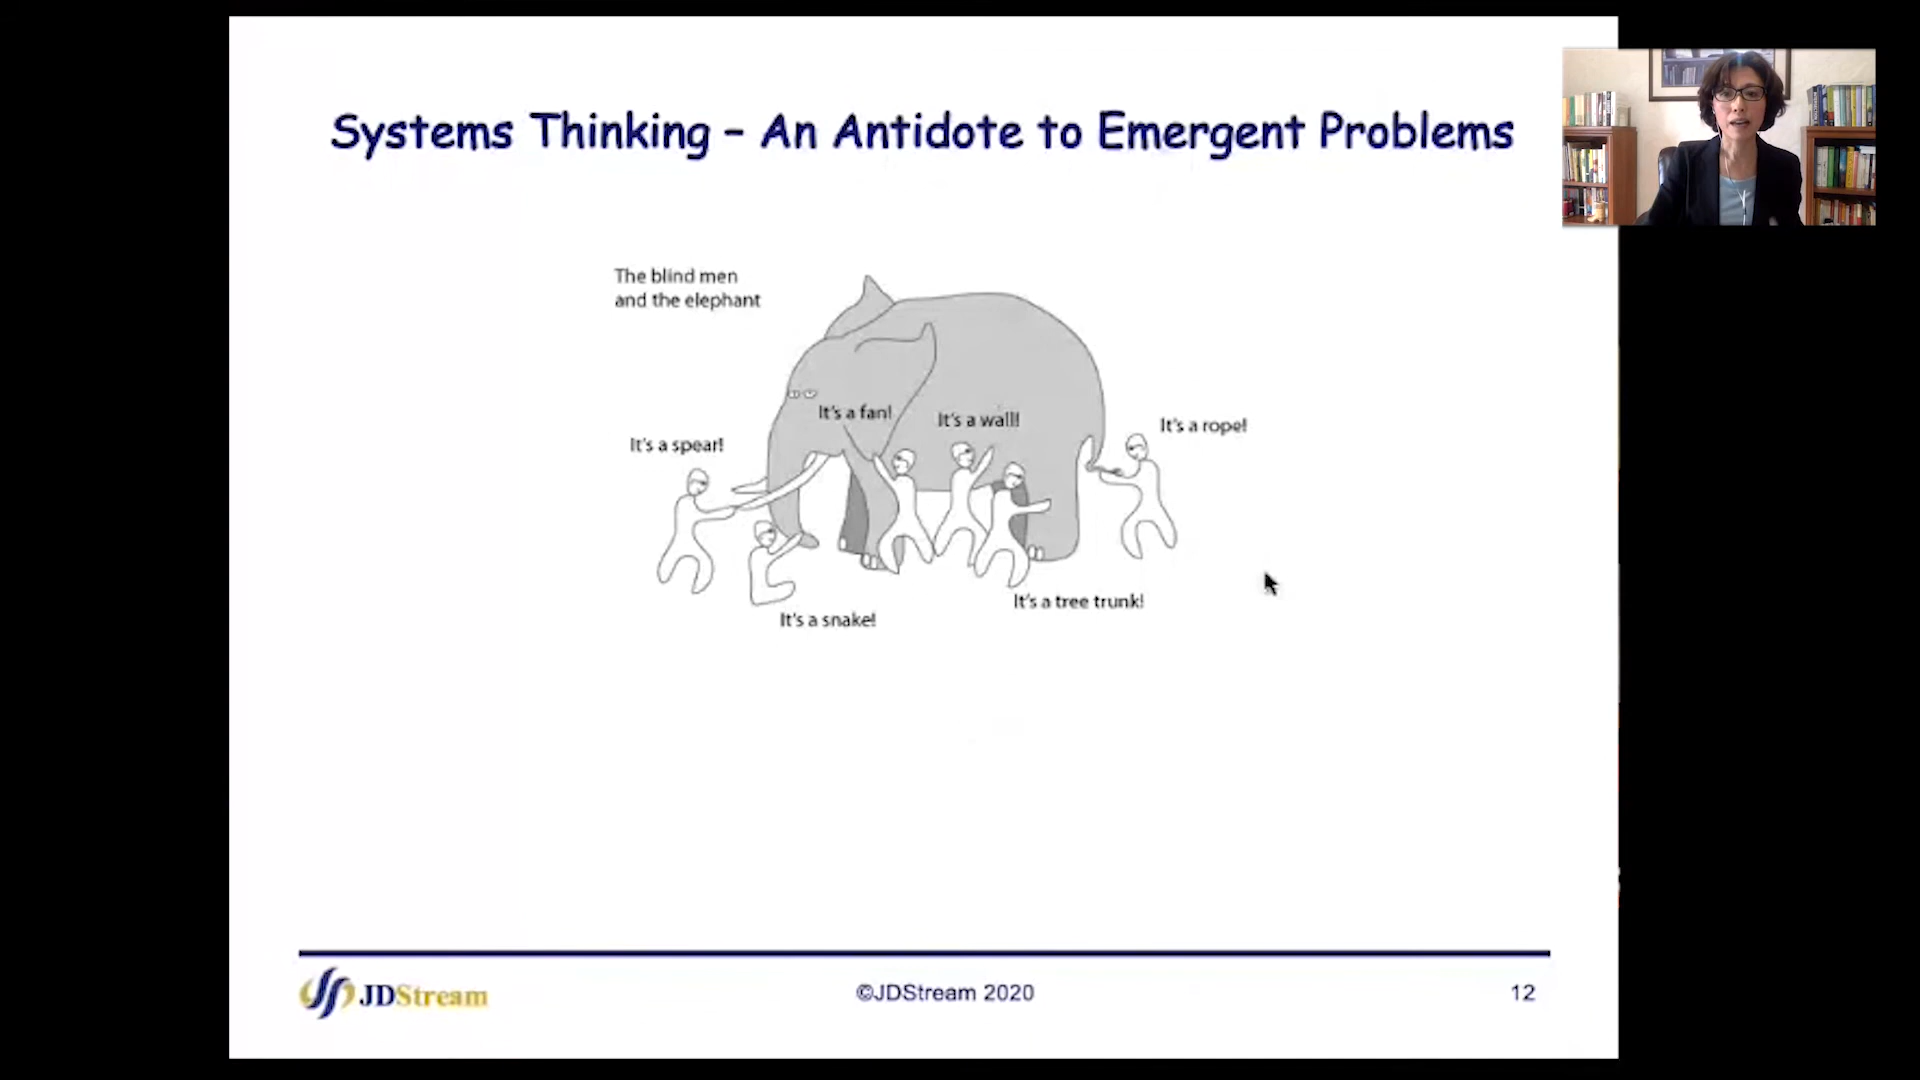 Systems Thinking – An Antidote to Emergent Problems
The blind men
and the elephant
It's a fan!
It's a wall!
It's a rope!
It's a spear!
It's a tree trunk!
It's a snake!
JDStream
©JDStream 2020
12